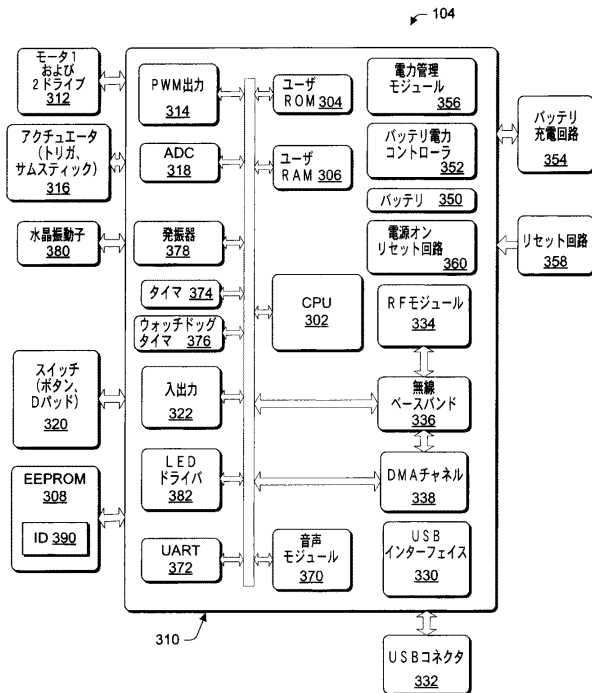 104
モータ1
および
2ドライブ
312
アクチュエータ
(トリガ、
サムスティック)
316
水晶振動子
380
スイッチ
(ボタン、
Dパッド)
320
EEPROM
308
ID 390
PWM出力
314
ADC
318
発振器
378
タイマ 374
ウォッチドッグ
タイマ 376
入出力
322
LED
ドライバ
382
UART
372
ユーザ
ROM 304
ユーザ
RAM 306
CPU
302
音声
モジュール
370
電力管理
モジュール
356
バッテリ電力
コントローラ
352
バッテリ 350
電源オン
リセット回路
360
RFモジュール
334
無線
ベースバンド
336
DMAチャネル
338
USB
インターフェイス
330
バッテリ
充電回路
354
リセット回路
358
310
USBコネクタ
332